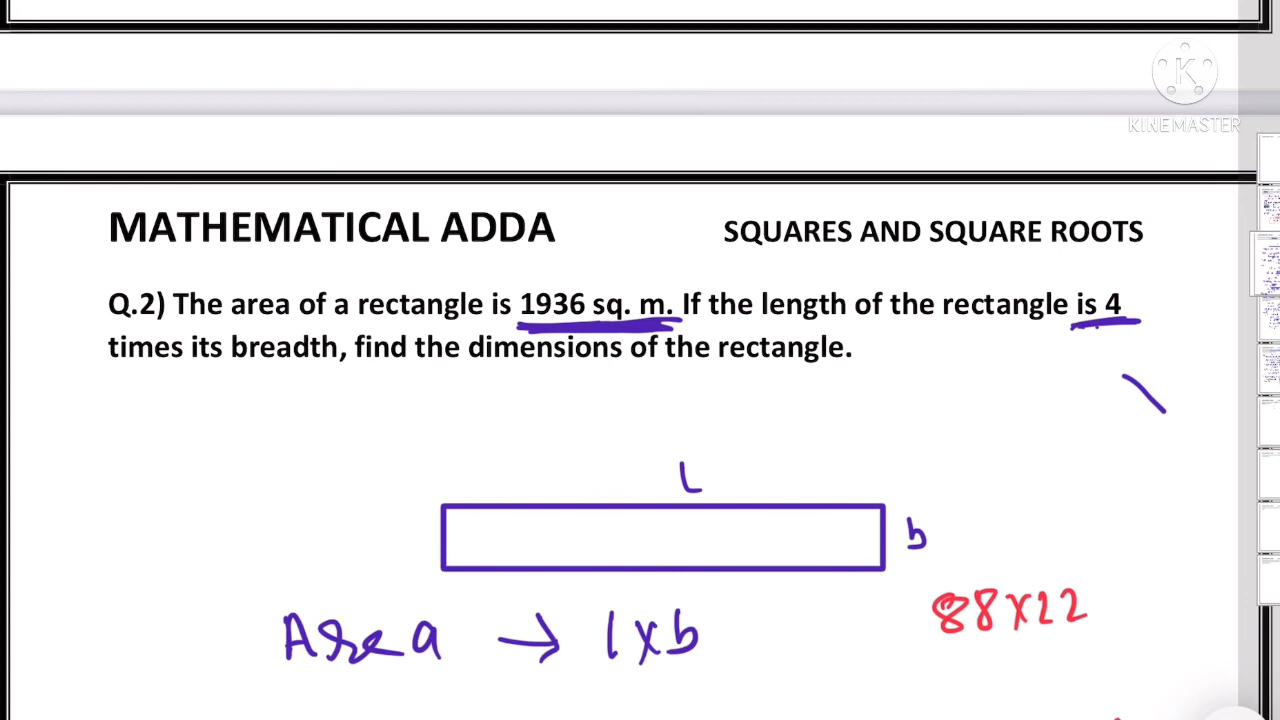 KINEMASTER
MATHEMATICAL ADDA SQUARES AND SQUARE ROOTS
Q.2) The area of a rectangle is 1936 sq. m. If the length of the rectangle is 4
times its breadth, find the dimensions of the rectangle.
L
b
88x22
Area → l x b